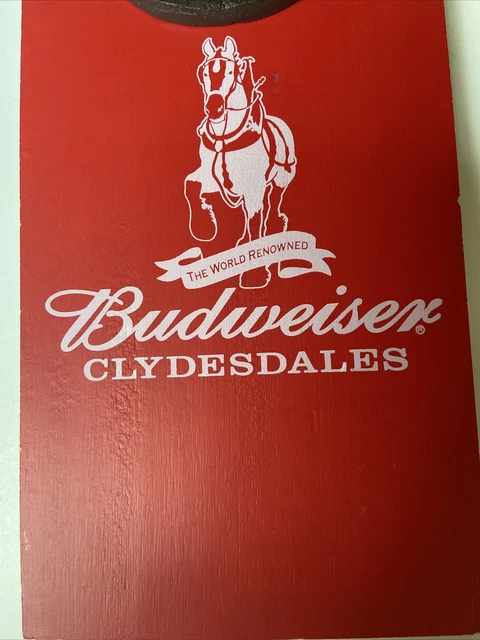 THE WORLD RENOWNED
Budweiser®
CLYDESDALES